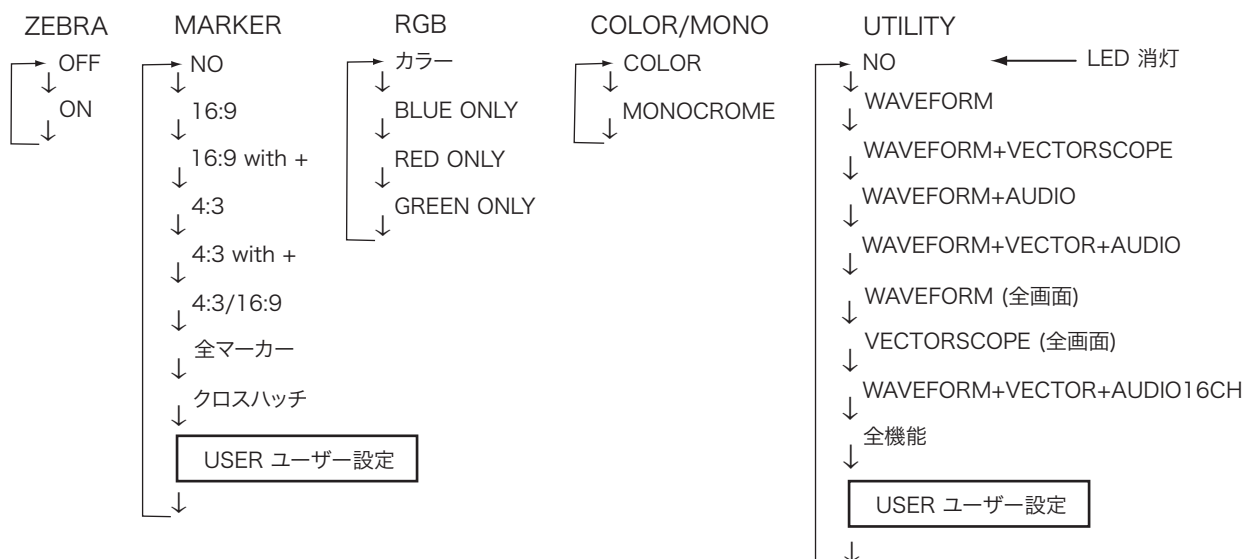 ZEBRA
OFF
ON
MARKER
NO
16:9
16:9 with +
4:3
4:3 with +
4:3/16:9
全マーカー
クロスハッチ
USER ユーザー設定
RGB
カラー
BLUE ONLY
RED ONLY
GREEN ONLY
COLOR/MONO
COLOR
MONOCROME
UTILITY
NO
LED 消灯
WAVEFORM
WAVEFORM+VECTORSCOPE
WAVEFORM+AUDIO
WAVEFORM+VECTOR+AUDIO
WAVEFORM (全画面)
VECTORSCOPE (全画面)
WAVEFORM+VECTOR+AUDIO16CH
全機能
USER ユーザー設定